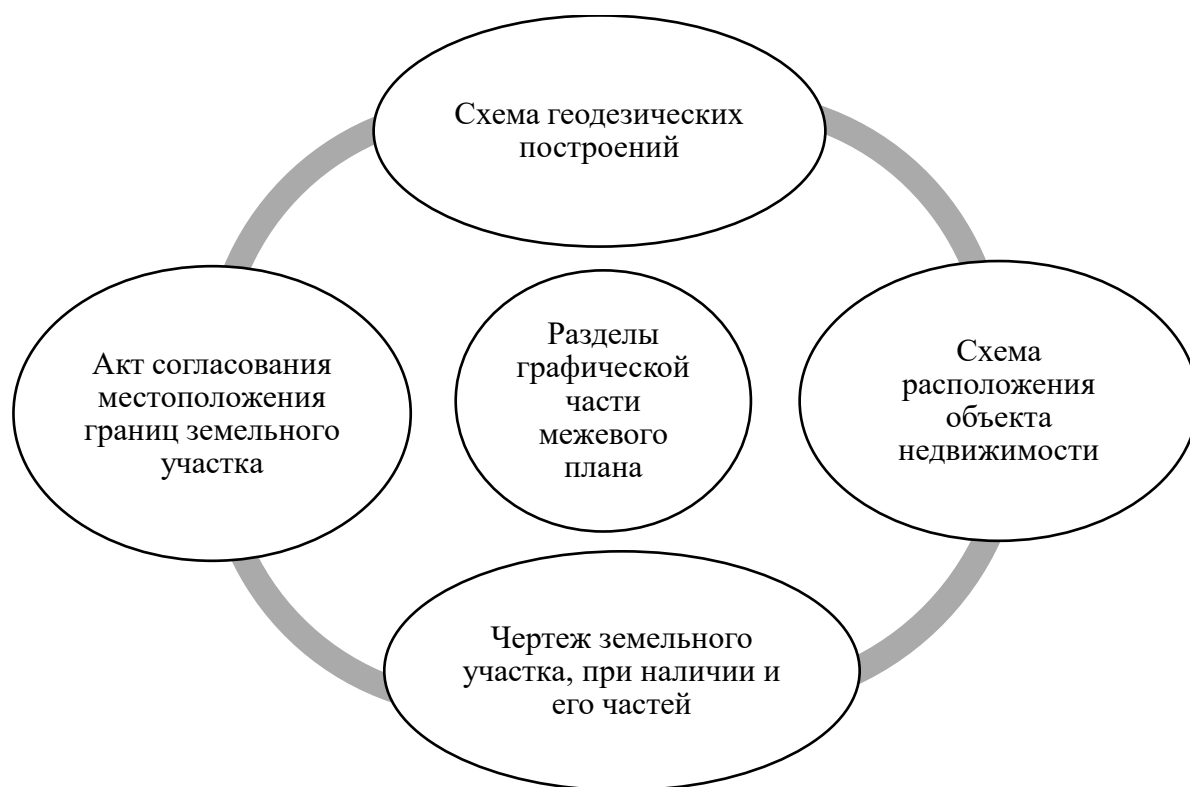 Схема геодезических
построений
Акт согласования
местоположения
границ земельного
участка
Разделы
графической
части
межевого
плана
Схема
расположения
объекта
недвижимости
Чертеж земельного
участка, при наличии и
его частей